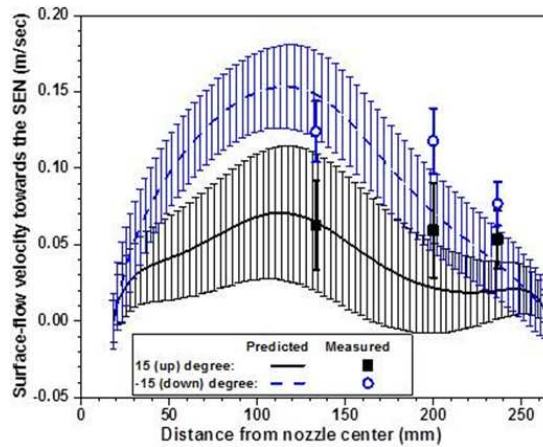 Surface-flow velocity towards the SEN (m/sec)
0.20
0.15
0.10
0.05
0.00
-0.05
Predicted Measured
15 (up) degree:
-15 (down) degree:
0 50 100 150 200 250
Distance from nozzle center (mm)